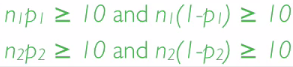 n₁p₁ ≥ 10 and n₁(1-p₁) ≥ 10
n₂p₂ ≥ 10 and n₂(1-p₂) ≥ 10